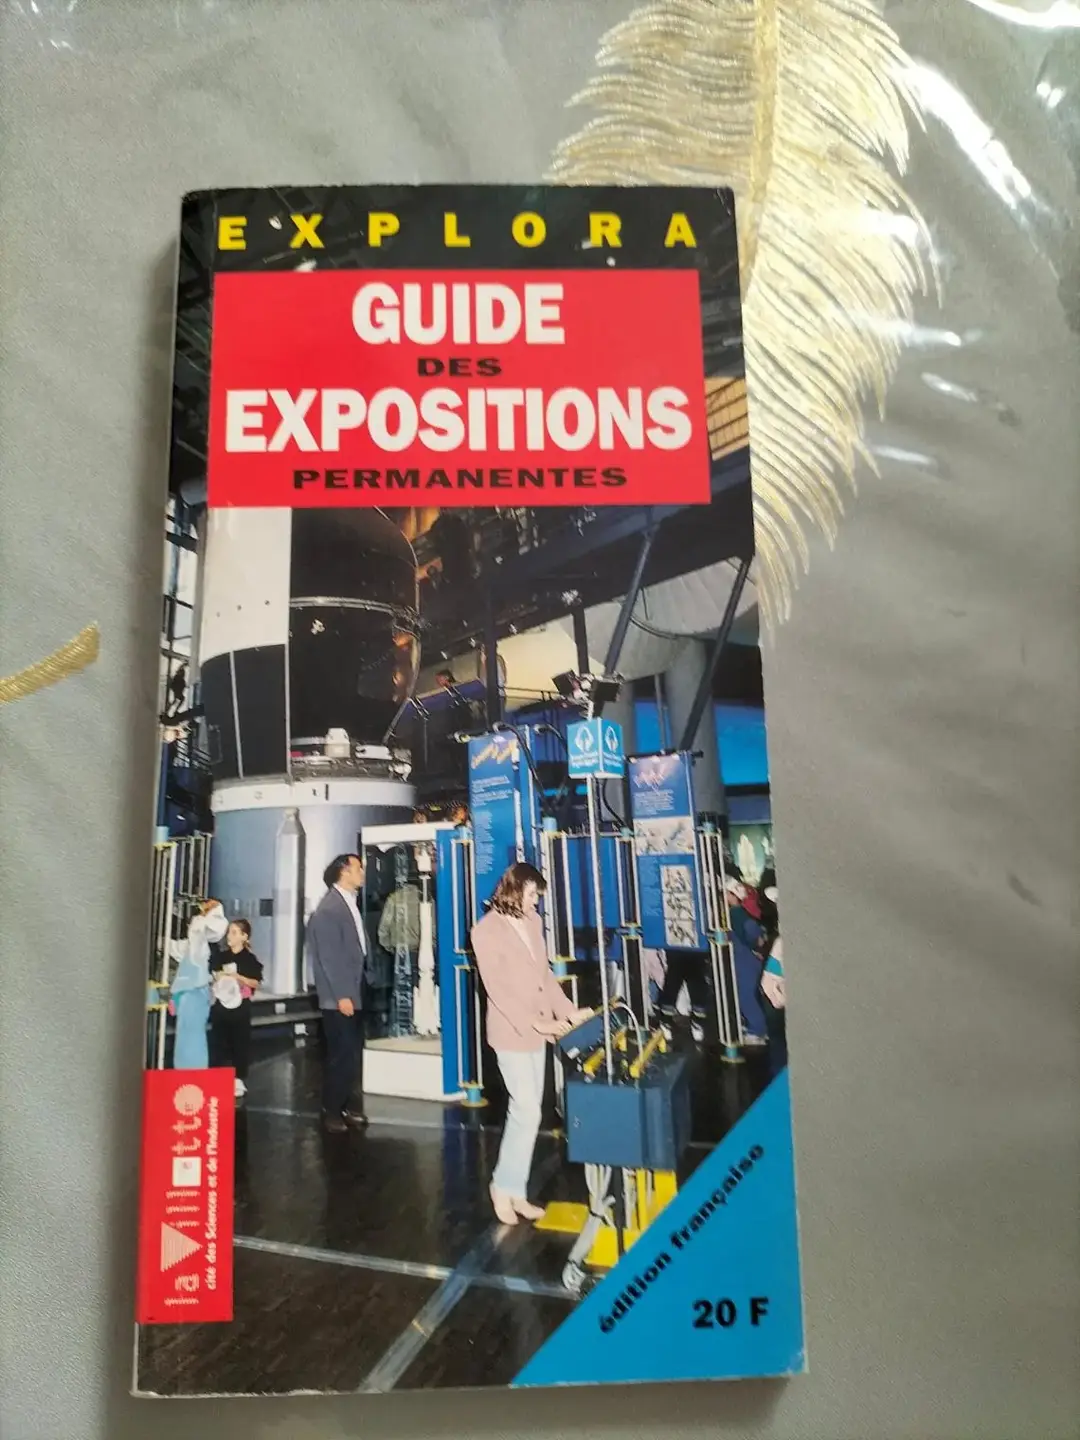 EXPLORA
GUIDE
DES
EXPOSITIONS
PERMANENTES
la Villette
cité des Sciences et de l'Industrie
édition française
20 F